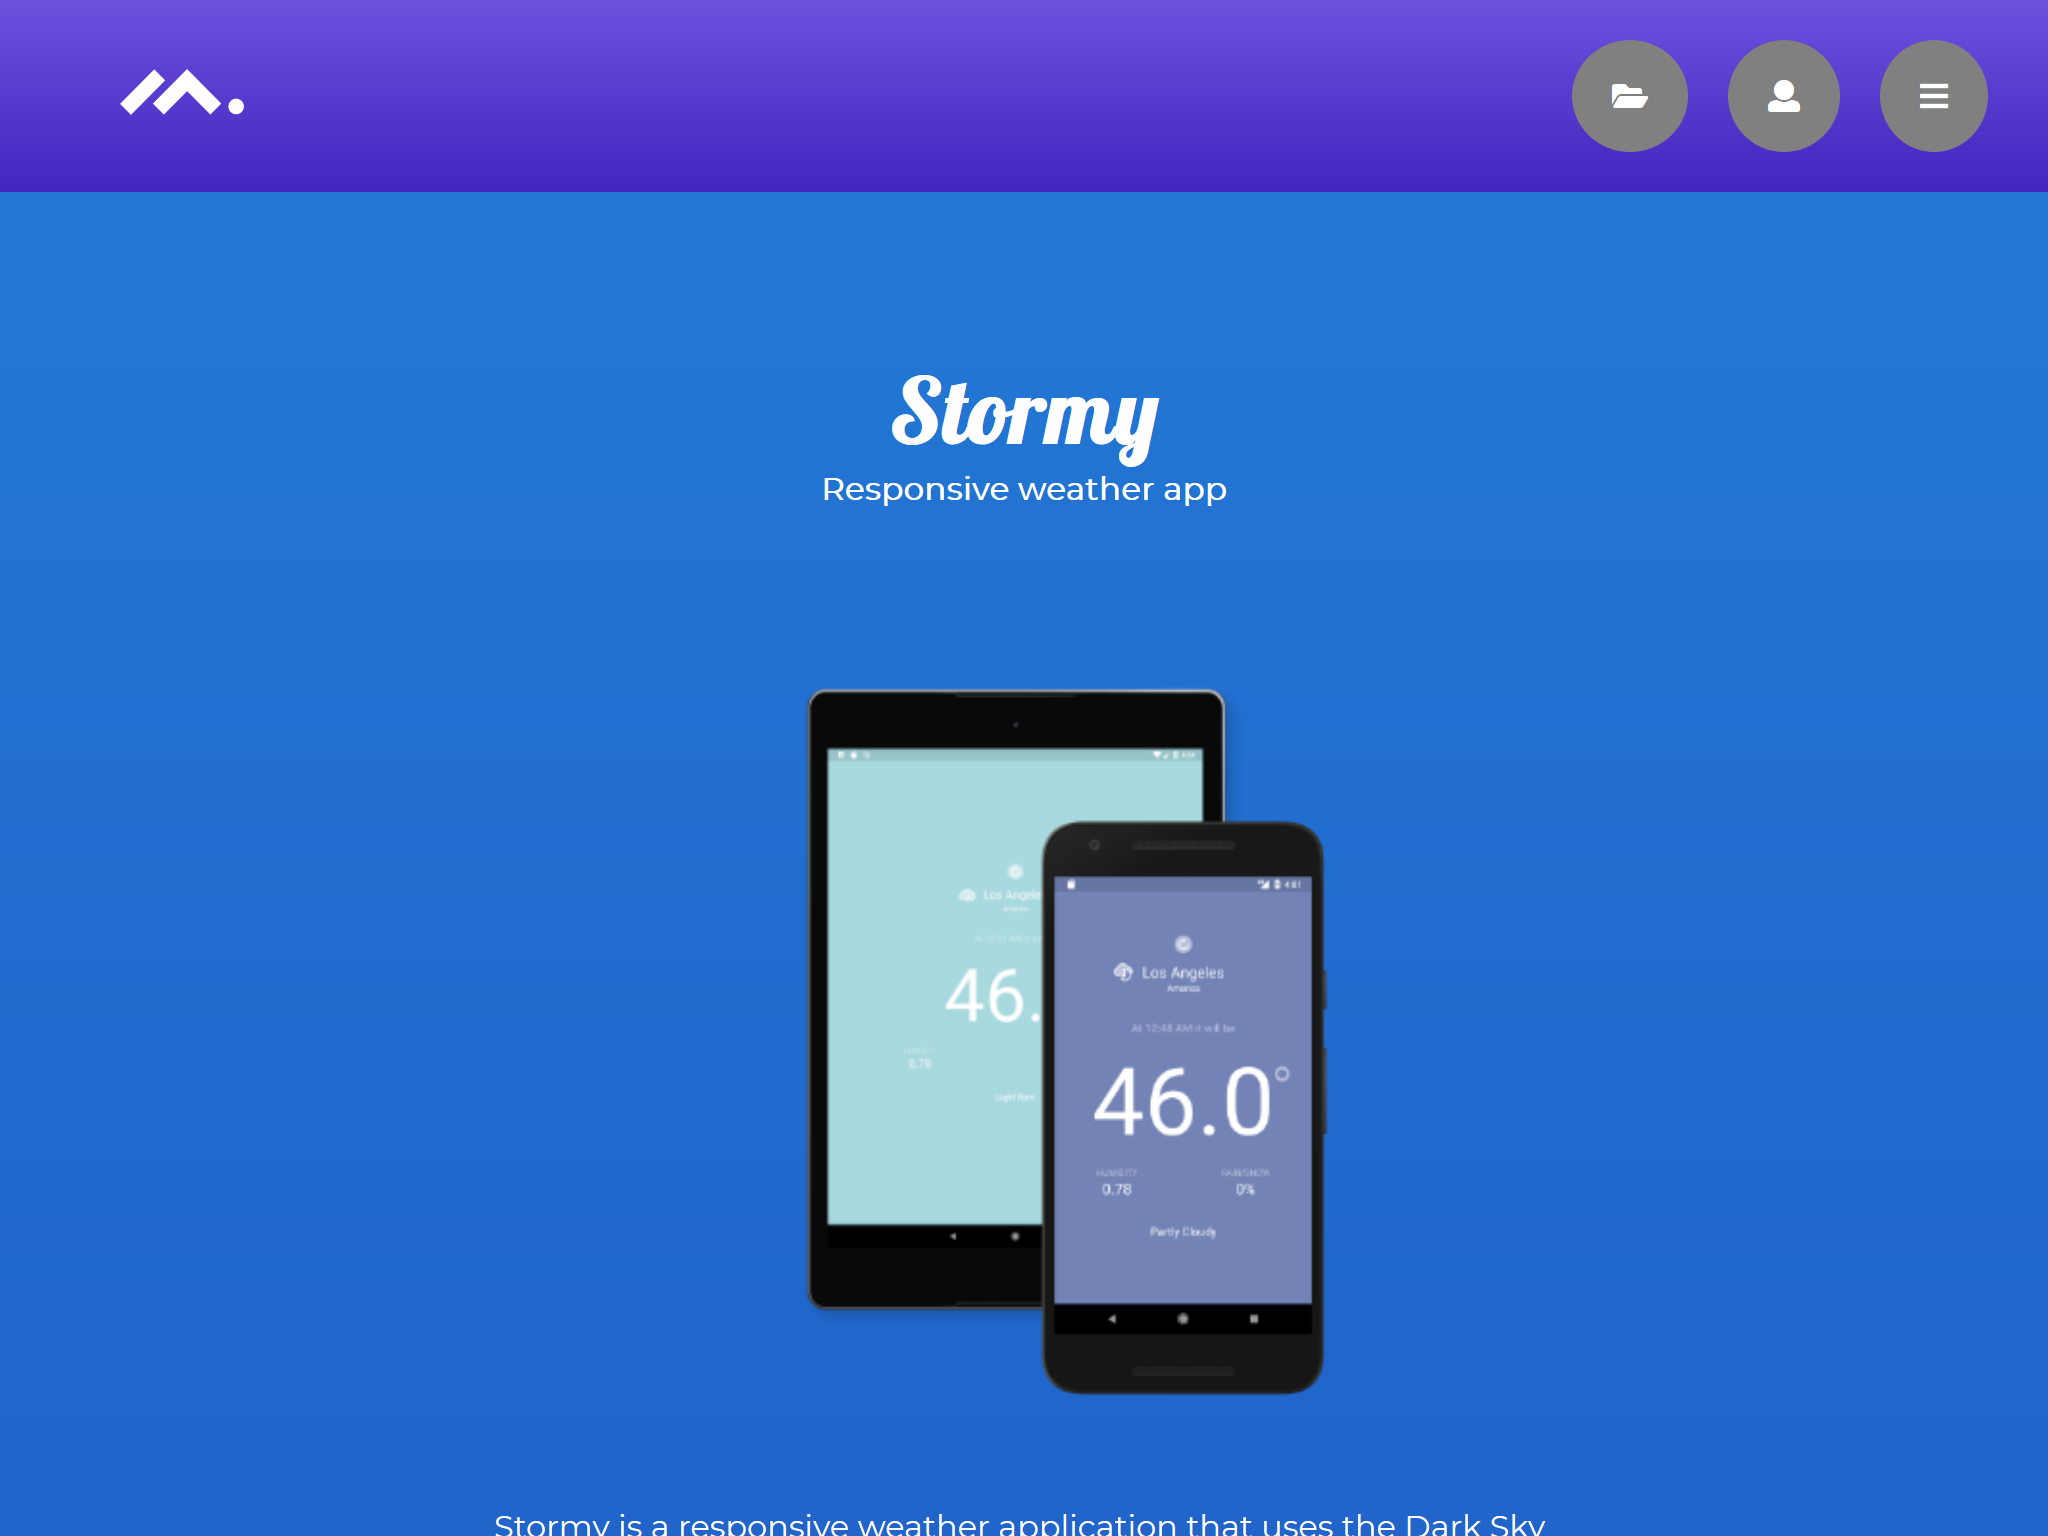 Stormy
Responsive weather app
Los Angele
46.
0.78
Light Rain
4:01
Los Angeles
America
At 12:48 AM it will be
46.0°
HUMIDITY
RAIN/SNOW
0.78
0%
Partly Cloudy
Stormy is a responsive weather application that uses the Dark Sky